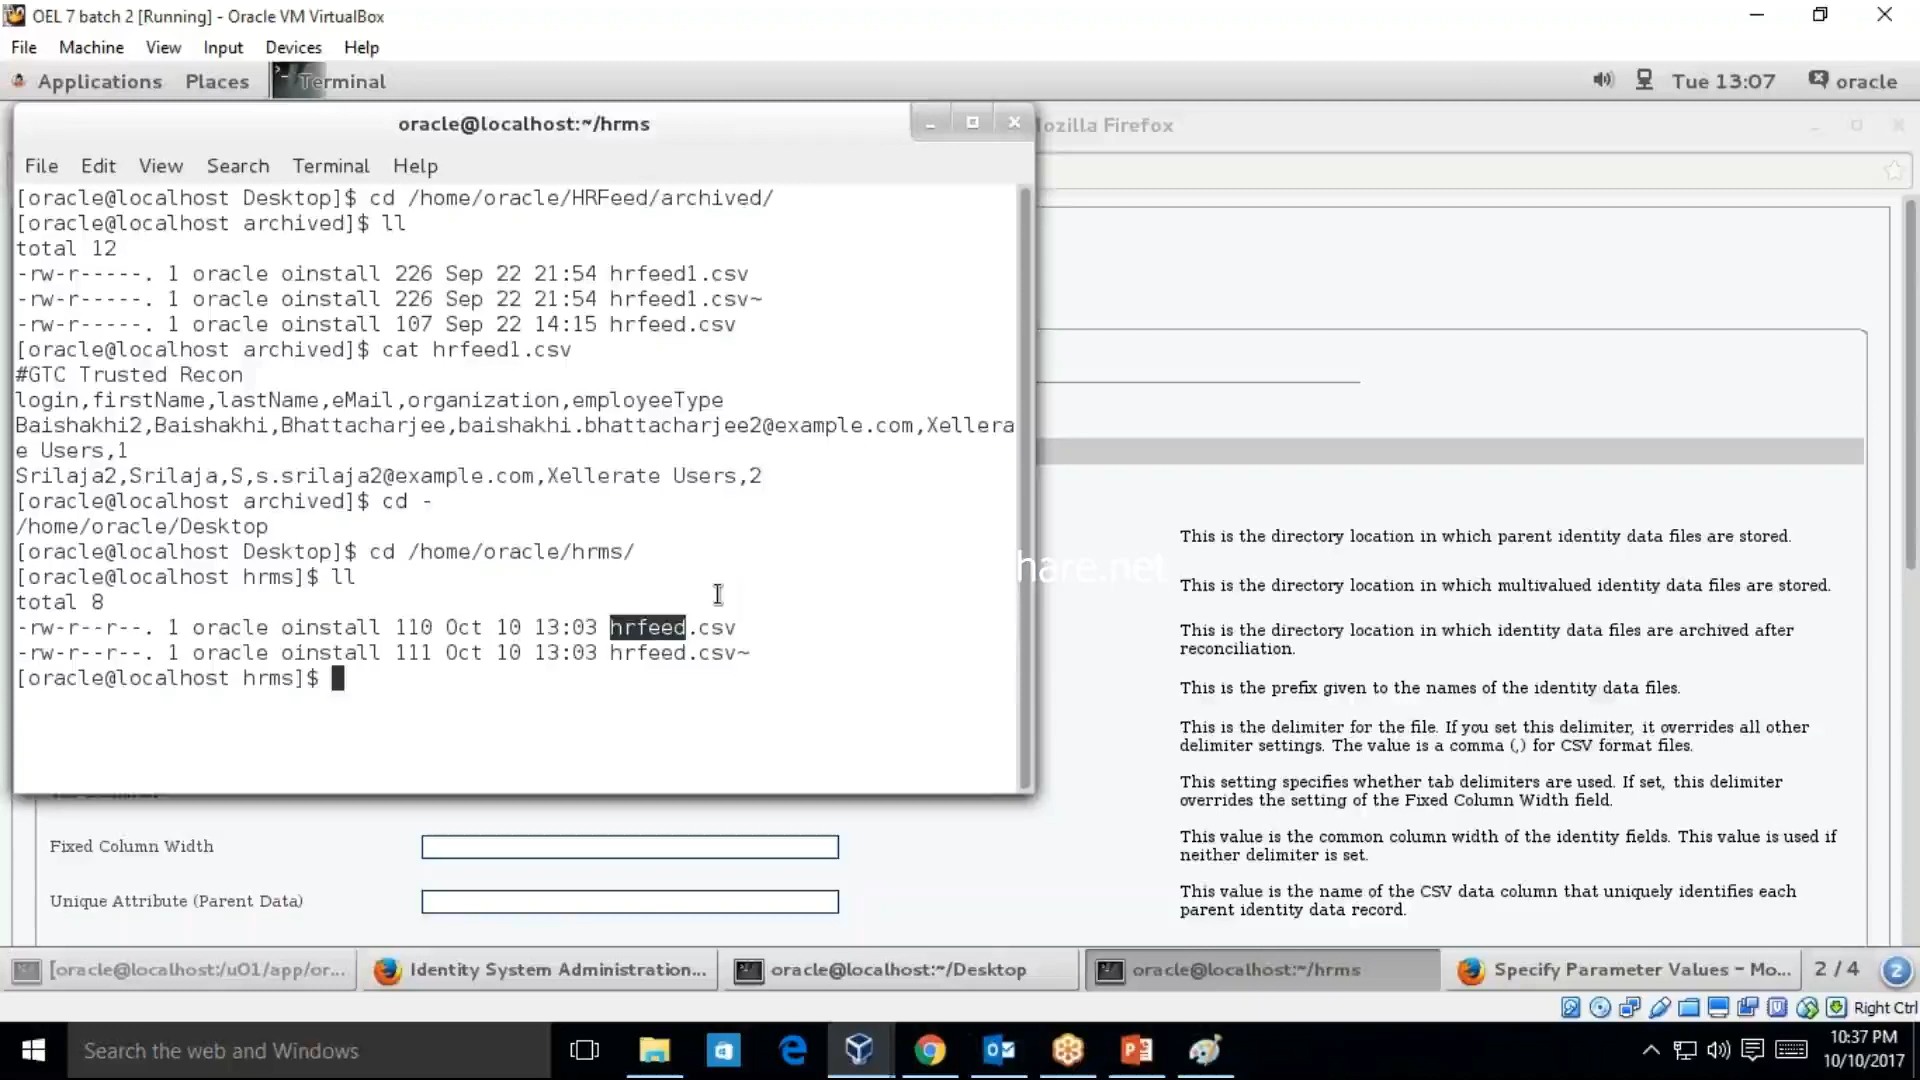 OEL 7 batch 2 [Running] - Oracle VM VirtualBox
File Machine View Input Devices Help
Applications Places Terminal Tue 13:07 oracle
oracle@localhost:~/hrms
ozilla Firefox
File Edit View Search Terminal Help
[oracle@localhost Desktop]$ cd /home/oracle/HRFeed/archived/
[oracle@localhost archived]$ ll
total 12
-rw-r-----. 1 oracle oinstall 226 Sep 22 21:54 hrfeed1.csv
-rw-r-----. 1 oracle oinstall 226 Sep 22 21:54 hrfeed1.csv~
-rw-r-----. 1 oracle oinstall 107 Sep 22 14:15 hrfeed.csv
[oracle@localhost archived]$ cat hrfeed1.csv
#GTC Trusted Recon
login,firstName,lastName,eMail,organization,employeeType
Baishakhi2,Baishakhi,Bhattacharjee,baishakhi.bhattacharjee2@example.com,Xellera
e Users,1
Srilaja2,Srilaja,S,s.srilaja2@example.com,Xellerate Users,2
[oracle@localhost archived]$ cd -
/home/oracle/Desktop
[oracle@localhost Desktop]$ cd /home/oracle/hrms/
[oracle@localhost hrms]$ ll
total 8
-rw-r--r--. 1 oracle oinstall 110 Oct 10 13:03 hrfeed.csv
-rw-r--r--. 1 oracle oinstall 111 Oct 10 13:03 hrfeed.csv~
[oracle@localhost hrms]$
hare.net
This is the directory location in which parent identity data files are stored.
This is the directory location in which multivalued identity data files are stored.
This is the directory location in which identity data files are archived after
reconciliation.
This is the prefix given to the names of the identity data files.
This is the delimiter for the file. If you set this delimiter, it overrides all other
delimiter settings. The value is a comma (,) for CSV format files.
This setting specifies whether tab delimiters are used. If set, this delimiter
overrides the setting of the Fixed Column Width field.
Fixed Column Width
This value is the common column width of the identity fields. This value is used if
neither delimiter is set.
Unique Attribute (Parent Data)
This value is the name of the CSV data column that uniquely identifies each
parent identity data record.
[oracle@localhost:/u01/app/or... Identity System Administration... oracle@localhost:~/Desktop oracle@localhost:~/hrms Specify Parameter Values - Mo... 2 / 4 2
Right Ctrl
Search the web and Windows
10:37 PM
10/10/2017